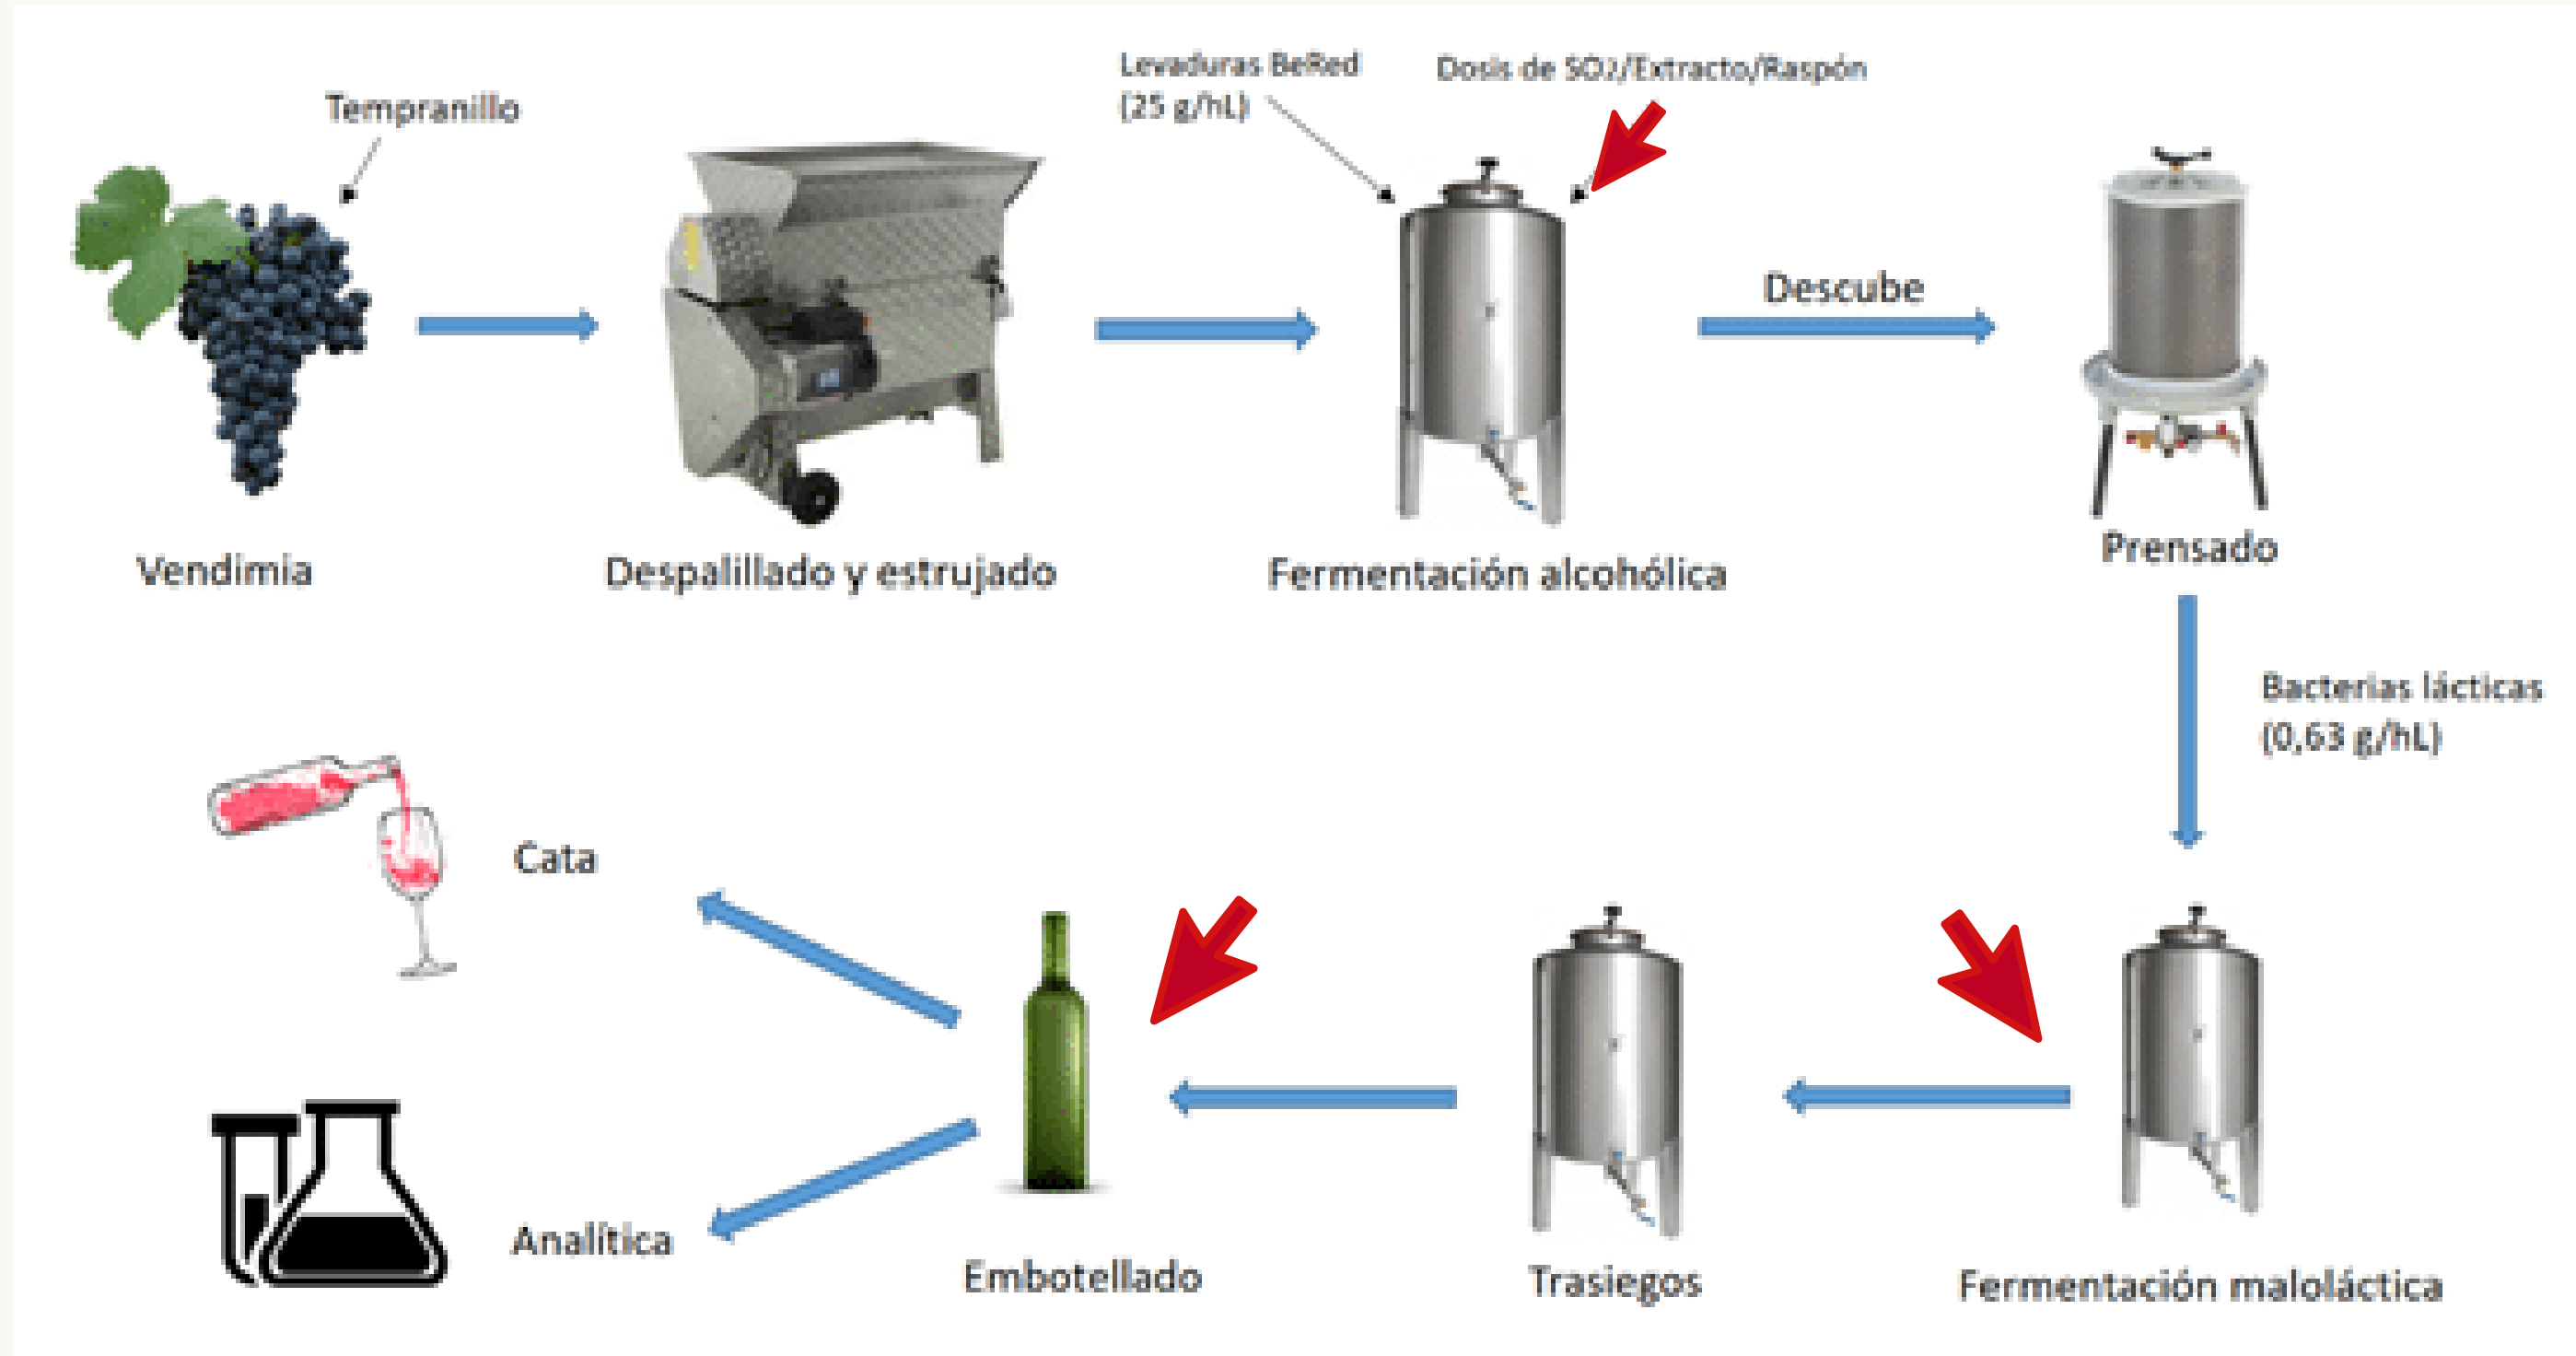 Levaduras BeRed
(25 g/hL)
Dosis de SO2/Extracto/Raspón
Tempranillo
Descube
Vendimia
Despalillado y estrujado
Fermentación alcohólica
Prensado
Bacterias lácticas
(0,63 g/hL)
Cata
Analítica
Embotellado
Trasiegos
Fermentación maloláctica